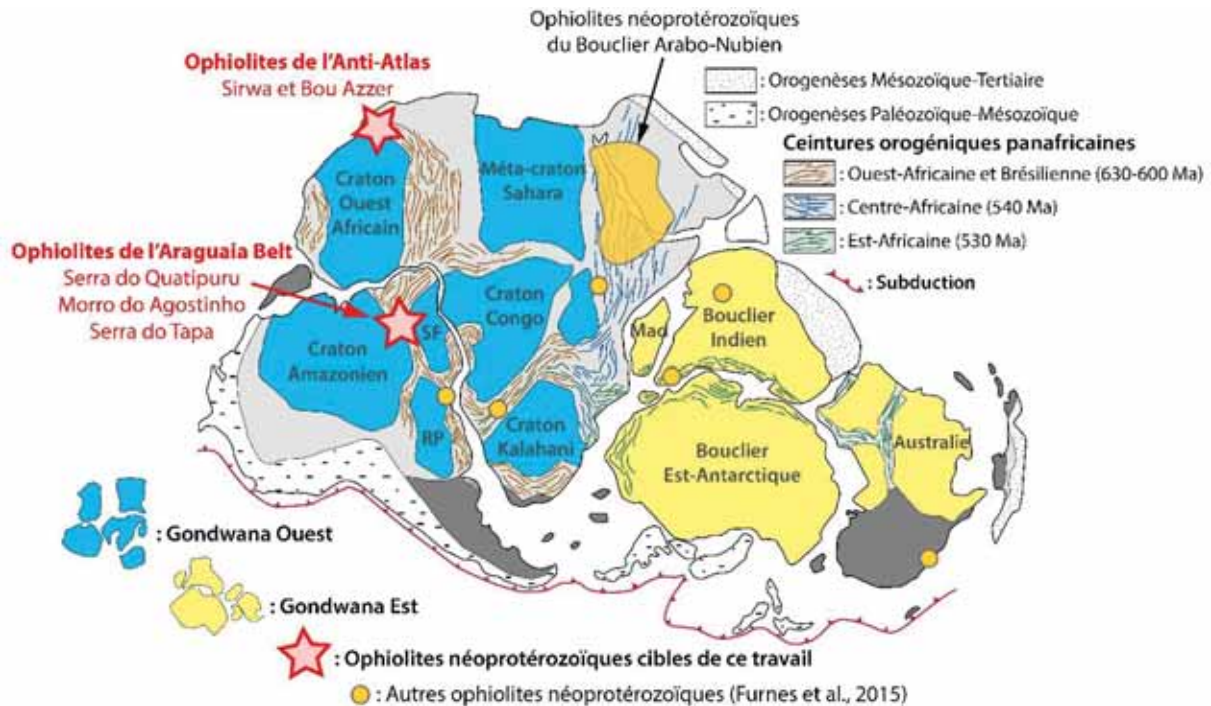 Ophiolites néoprotérozoïques
du Bouclier Arabo-Nubien
Ophiolites de l'Anti-Atlas
Sirwa et Bou Azzer
: Orogenèses Mésozoïque-Tertiaire
: Orogenèses Paléozoïque-Mésozoïque
Ceintures orogéniques panafricaines
: Ouest-Africaine et Brésilienne (630-600 Ma)
: Centre-Africaine (540 Ma)
: Est-Africaine (530 Ma)
: Subduction
Craton
Ouest
Africain
Méta-craton
Sahara
Ophiolites de l'Araguaia Belt
Serra do Quatipuru
Morro do Agostinho
Serra do Tapa
Craton
Amazonien
SF
RP
Craton
Congo
Craton
Kalahani
Mad
Bouclier
Indien
Bouclier
Est-Antarctique
Australie
: Gondwana Ouest
: Gondwana Est
: Ophiolites néoprotérozoïques cibles de ce travail
: Autres ophiolites néoprotérozoïques (Furnes et al., 2015)